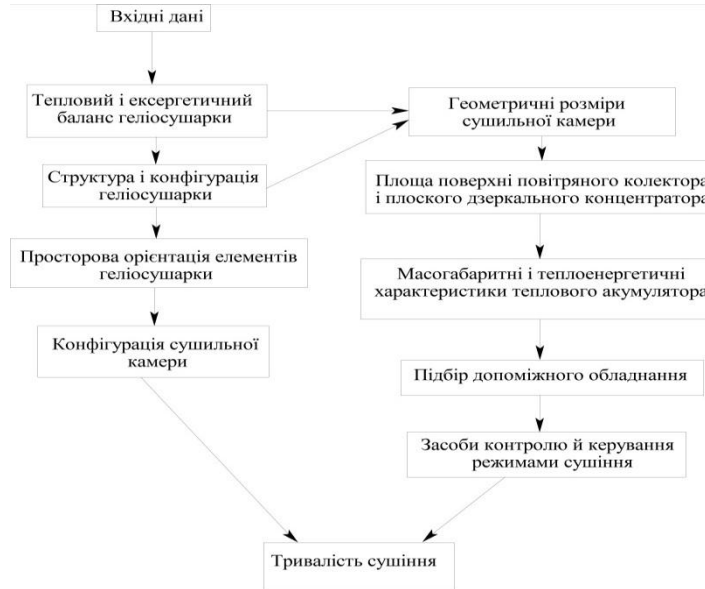 Вхідні дані
Тепловий і ексергетичний
баланс геліосушарки
Структура і конфігурація
геліосушарки
Просторова орієнтація елементів
геліосушарки
Конфігурація сушильної
камери
Геометричні розміри
сушильної камери
Площа поверхні повітряного колектора
і плоского дзеркального концентратора
Масогабаритні і теплоенергетичні
характеристики теплового акумулятора
Підбір допоміжного обладнання
Засоби контролю й керування
режимами сушіння
Тривалість сушіння